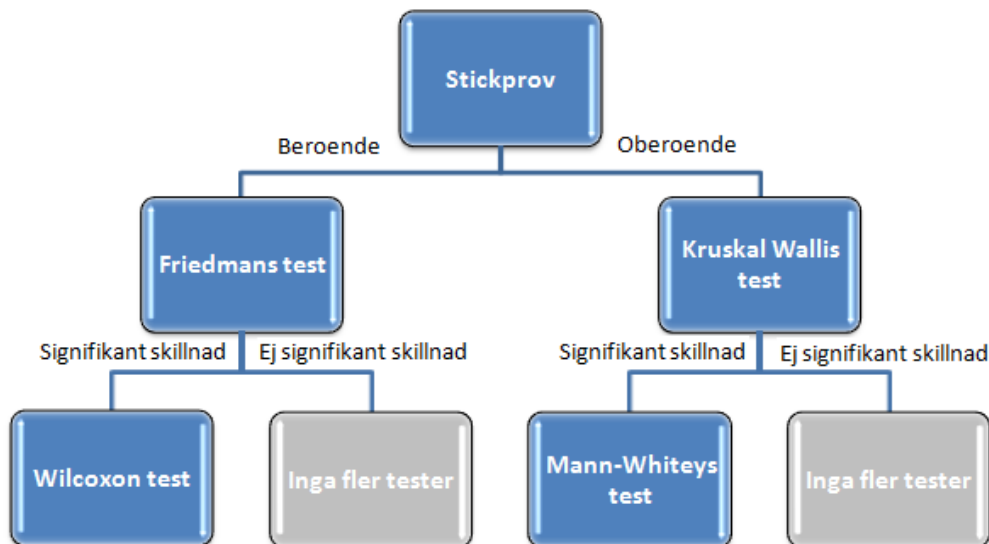 Stickprov
Beroende
Oberoende
Friedmans test
Kruskal Wallis
test
Signifikant skillnad
Ej signifikant skillnad
Signifikant skillnad
Ej signifikant skillnad
Wilcoxon test
Inga fler tester
Mann-Whiteys
test
Inga fler tester